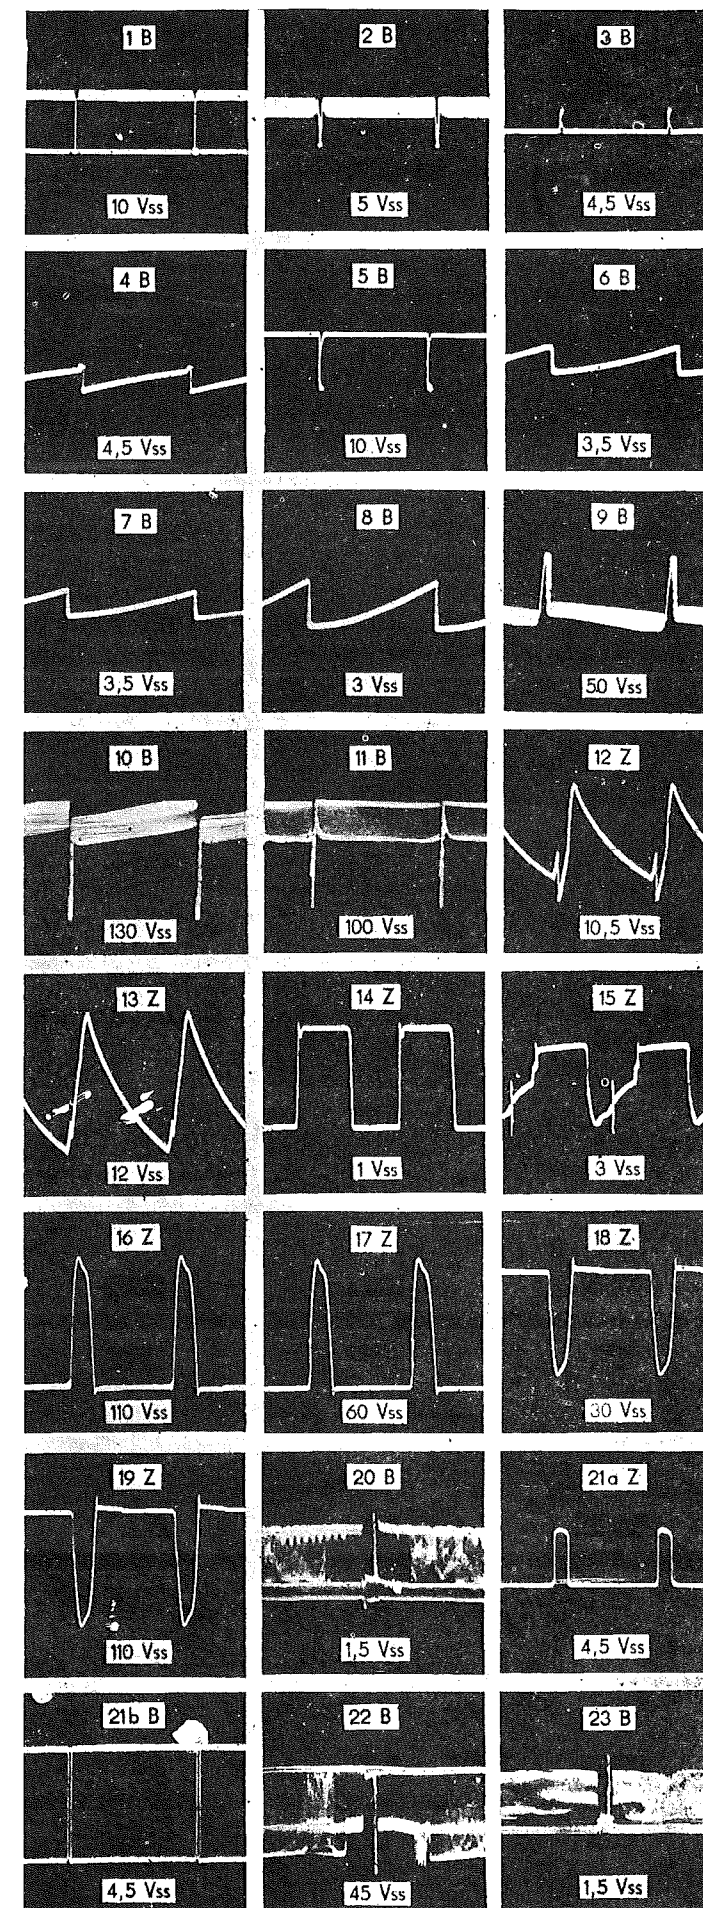 1 B
2 B
3 B
10 Vss
5 Vss
4,5 Vss
4 B
5 B
6 B
4,5 Vss
10 Vss
3,5 Vss
7 B
8 B
9 B
3,5 Vss
3 Vss
50 Vss
10 B
11 B
12 Z
130 Vss
100 Vss
10,5 Vss
13 Z
14 Z
15 Z
12 Vss
1 Vss
3 Vss
16 Z
17 Z
18 Z
110 Vss
60 Vss
30 Vss
19 Z
20 B
21a Z
110 Vss
1,5 Vss
4,5 Vss
21b B
22 B
23 B
4,5 Vss
45 Vss
1,5 Vss